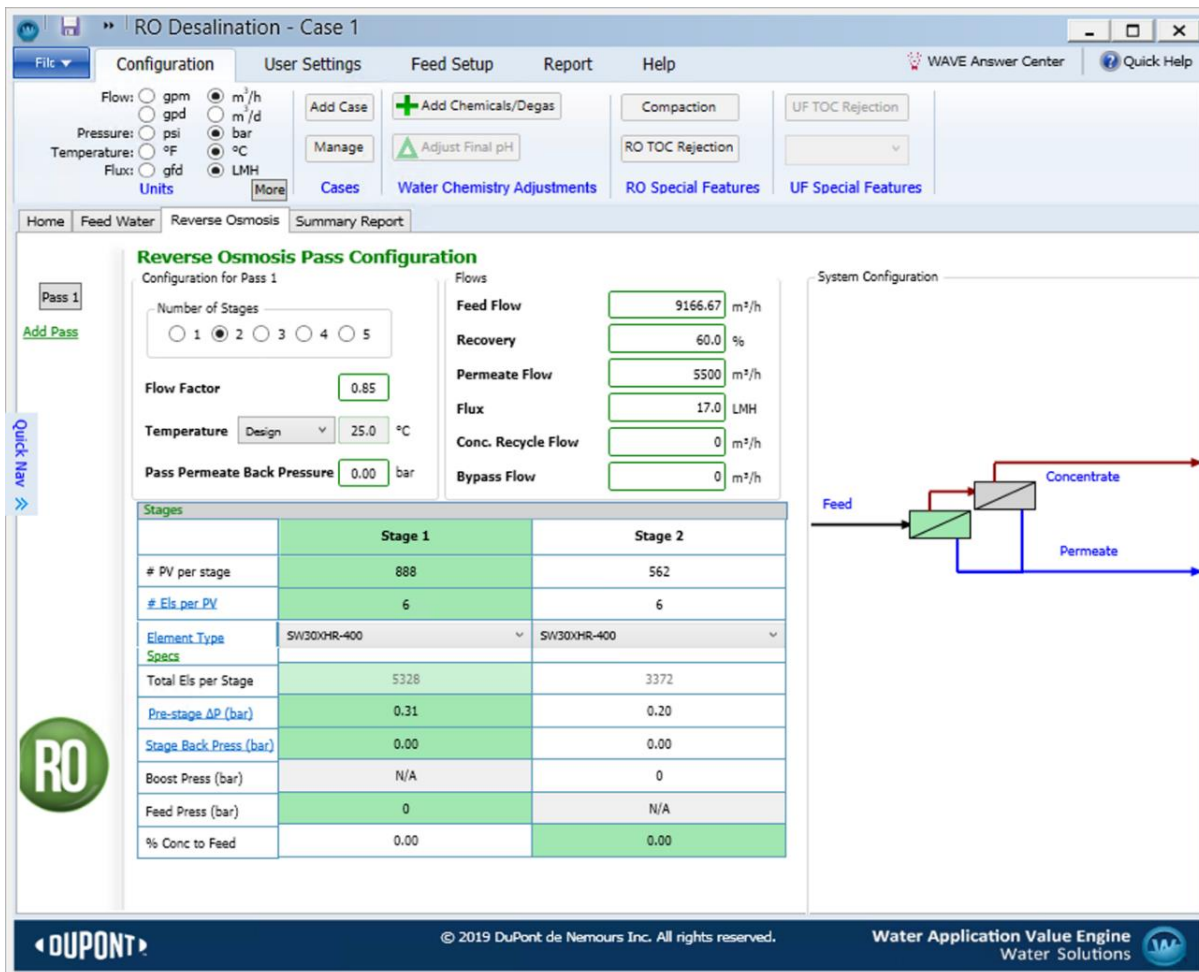 RO Desalination - Case 1
Filt Configuration User Settings Feed Setup Report Help WAVE Answer Center Quick Help
Flow: gpm m³/h
gpd m³/d
Pressure: psi bar
Temperature: °F °C
Flux: gfd LMH
Units More
Add Case
Manage
Cases
Add Chemicals/Degas
Adjust Final pH
Water Chemistry Adjustments
Compaction
RO TOC Rejection
RO Special Features
UF TOC Rejection
UF Special Features
Home Feed Water Reverse Osmosis Summary Report
Pass 1
Add Pass
Quick Nav
Reverse Osmosis Pass Configuration
Configuration for Pass 1
Number of Stages
1 2 3 4 5
Flow Factor 0.85
Temperature Design 25.0 °C
Pass Permeate Back Pressure 0.00 bar
Flows
Feed Flow 9166.67 m³/h
Recovery 60.0 %
Permeate Flow 5500 m³/h
Flux 17.0 LMH
Conc. Recycle Flow 0 m³/h
Bypass Flow 0 m³/h
System Configuration
Feed
Concentrate
Permeate
Stages
Stage 1 Stage 2
# PV per stage 888 562
# Els per PV 6 6
Element Type SW30XHR-400 SW30XHR-400
Specs
Total Els per Stage 5328 3372
Pre-stage ΔP (bar) 0.31 0.20
Stage Back Press (bar) 0.00 0.00
Boost Press (bar) N/A 0
Feed Press (bar) 0 N/A
% Conc to Feed 0.00 0.00
RO
DUPONT
© 2019 DuPont de Nemours Inc. All rights reserved.
Water Application Value Engine
Water Solutions